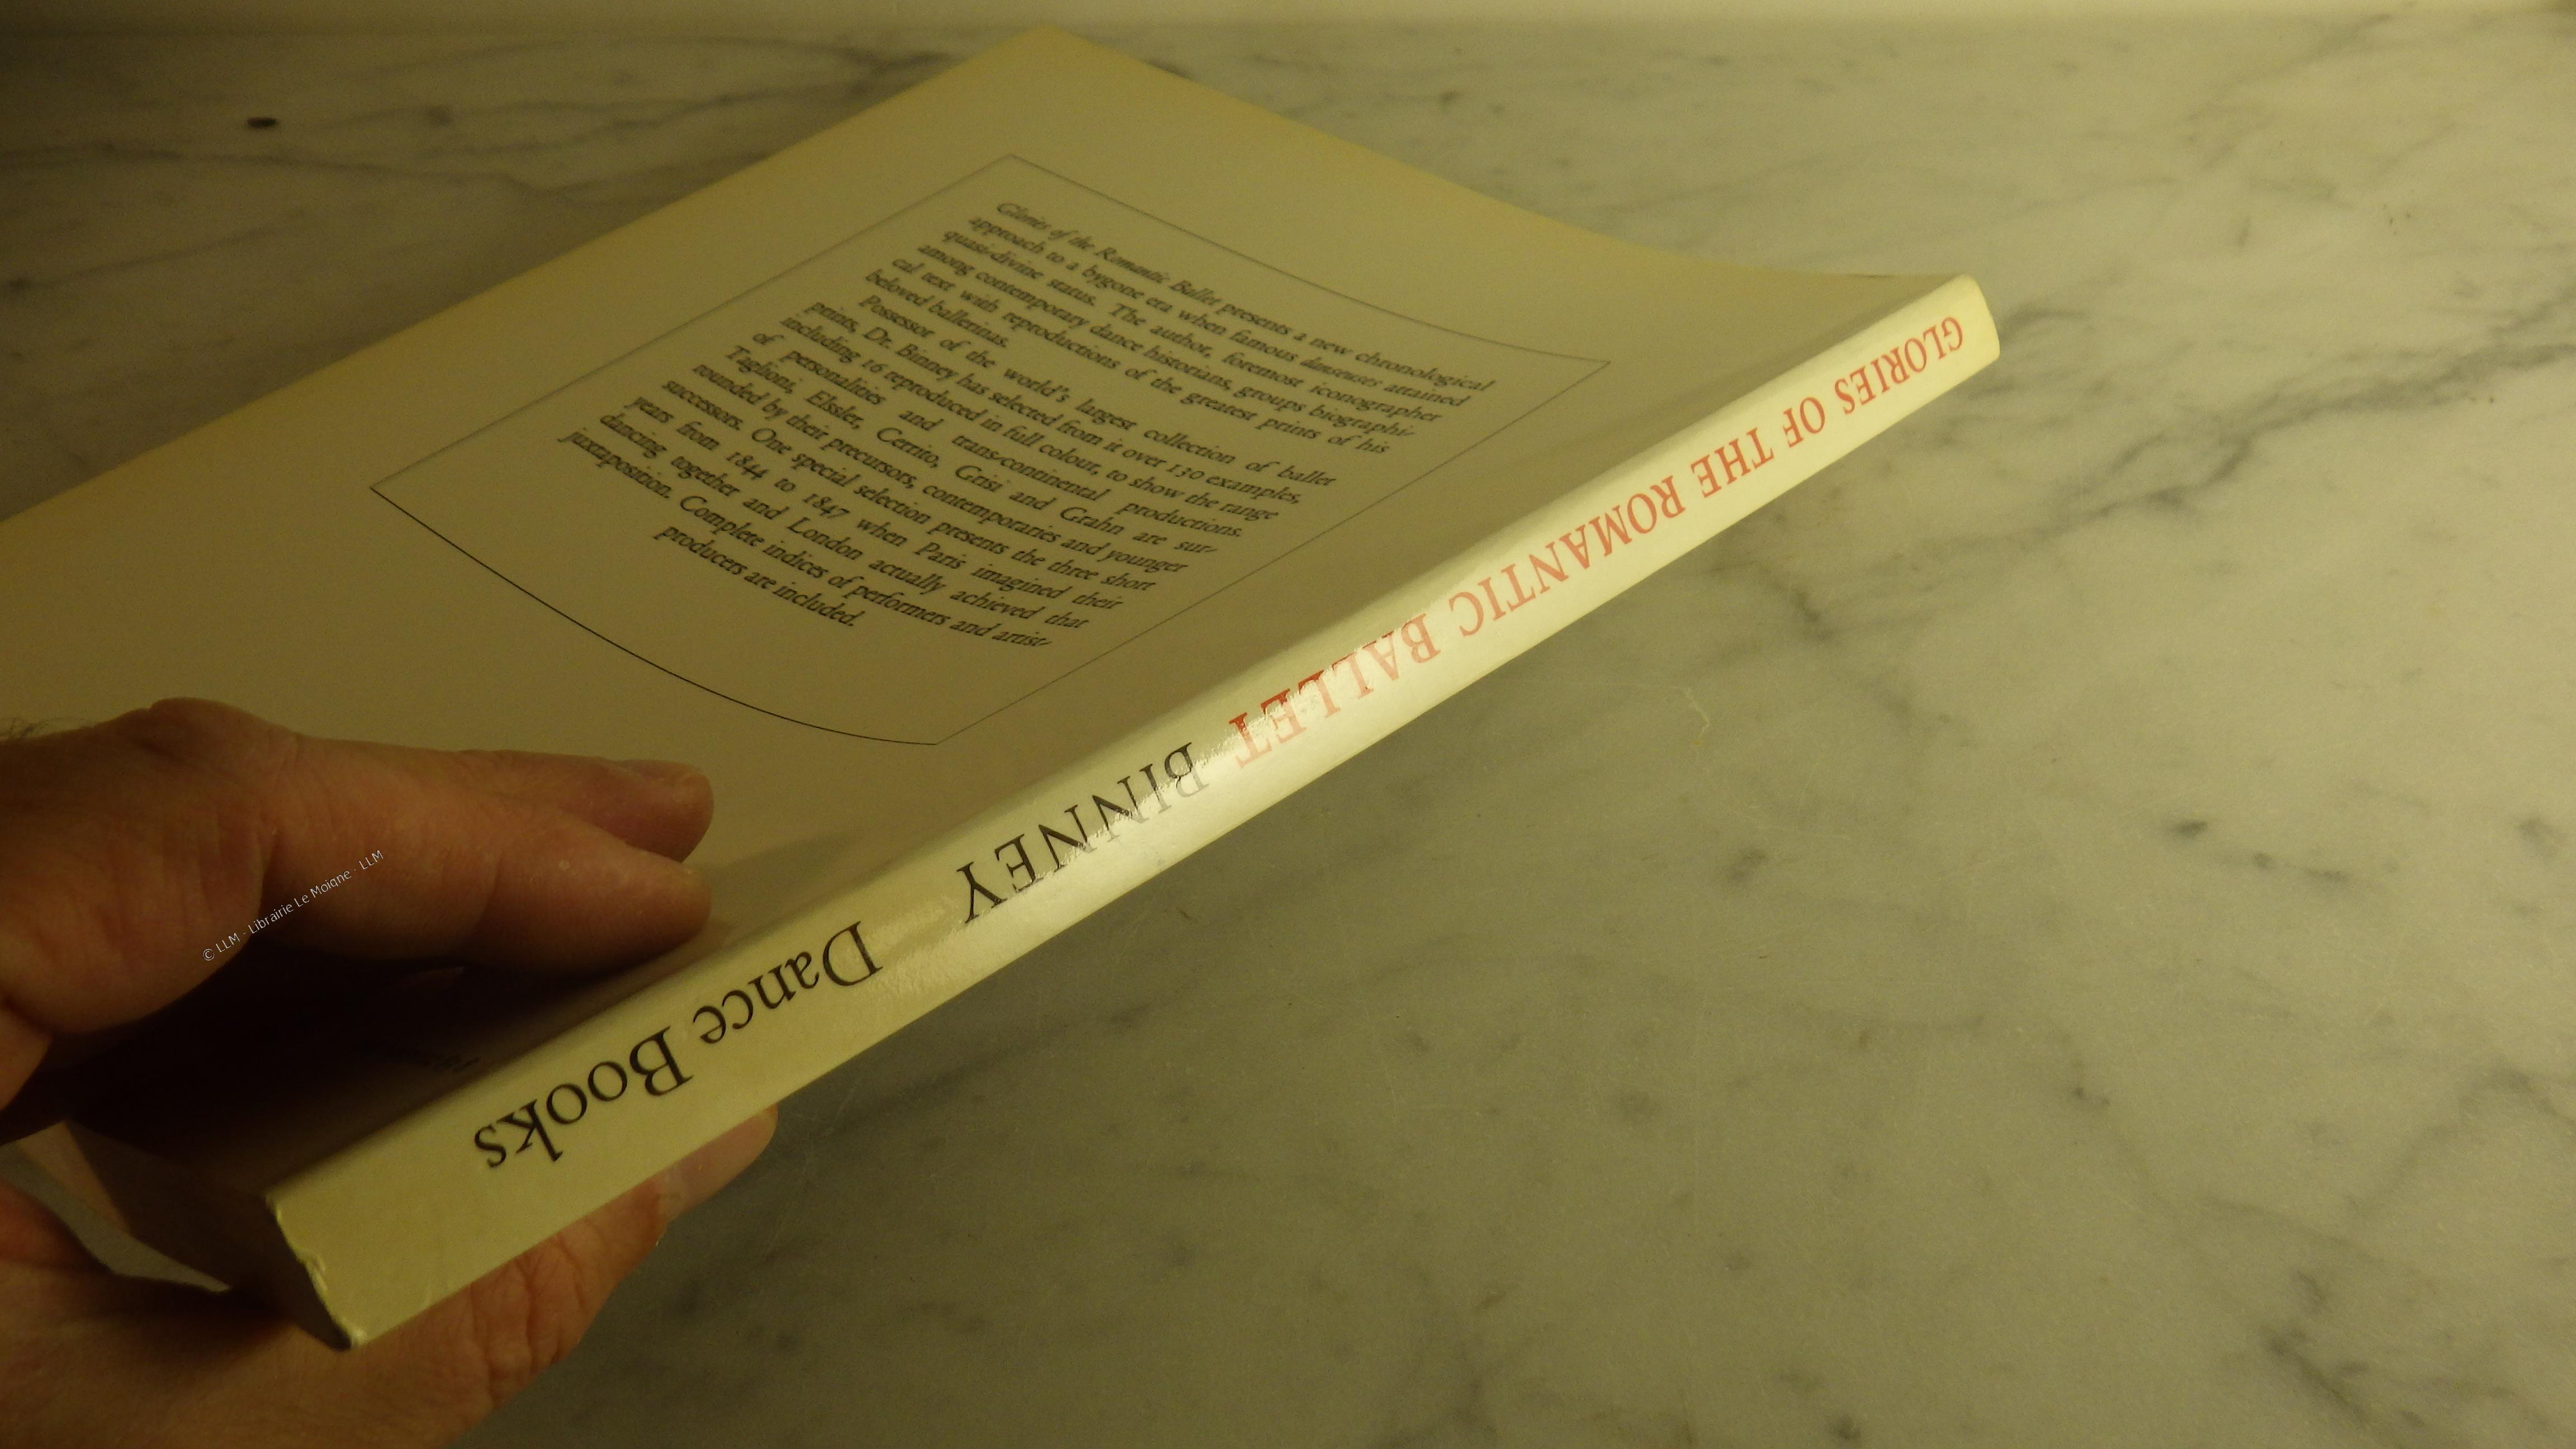 Glories of the Romantic Ballet presents a new chronological
approach to a bygone era when famous danseuses attained
quasi-divine status. The author, foremost iconographer
among contemporary dance historians, groups biographi-
cal text with reproductions of the greatest prints of his
beloved ballerinas.
Possessor of the world's largest collection of ballet
prints, Dr. Binney has selected from it over 130 examples,
including 16 reproduced in full colour, to show the range
of personalities and trans-continental productions.
Taglioni, Elssler, Cerrito, Grisi and Grahn are sur-
rounded by their precursors, contemporaries and younger
successors. One special selection presents the three short
years from 1844 to 1847 when Paris imagined their
dancing together and London actually achieved that
juxtaposition. Complete indices of performers and artist-
producers are included.
GLORIES OF THE ROMANTIC BALLET BINNEY Dance Books
© LLM - Librairie Le Moigne - LLM